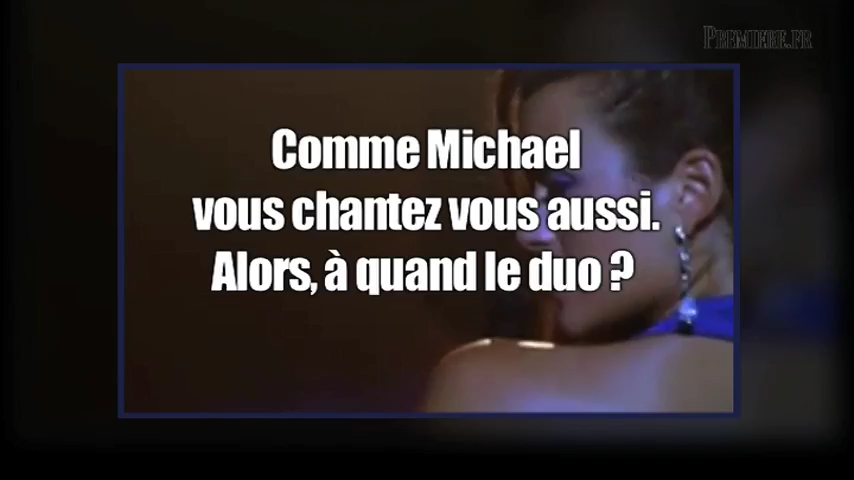 PREMIERE.FR
Comme Michael
vous chantez vous aussi.
Alors, à quand le duo ?